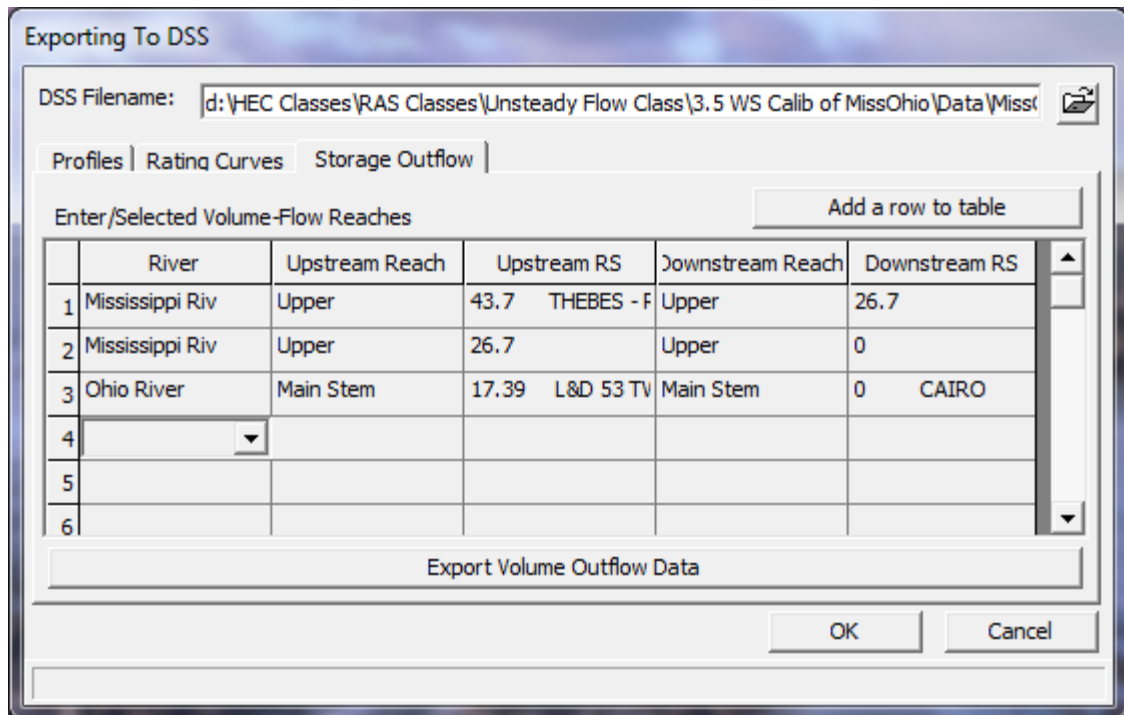 Exporting To DSS
DSS Filename: d:\HEC Classes\RAS Classes\Unsteady Flow Class\3.5 WS Calib of MissOhio\Data\Miss
Profiles Rating Curves Storage Outflow
Enter/Selected Volume-Flow Reaches Add a row to table
River Upstream Reach Upstream RS Downstream Reach Downstream RS
1 Mississippi Riv Upper 43.7 THEBES - Upper 26.7
2 Mississippi Riv Upper 26.7 Upper 0
3 Ohio River Main Stem 17.39 L&D 53 Main Stem 0 CAIRO
4
5
6
Export Volume Outflow Data
OK Cancel